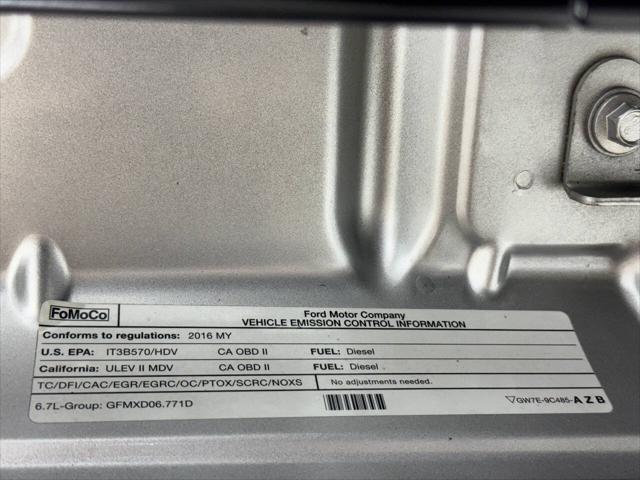 FoMoCo
Ford Motor Company
VEHICLE EMISSION CONTROL INFORMATION
Conforms to regulations: 2016 MY
U.S. EPA: IT3B570/HDV CA OBD II FUEL: Diesel
California: ULEV II MDV CA OBD II FUEL: Diesel
TC/DFI/CAC/EGR/EGRC/OC/PTOX/SCRC/NOXS No adjustments needed.
6.7L-Group: GFMXD06.771D GW7E-9C485-AZB